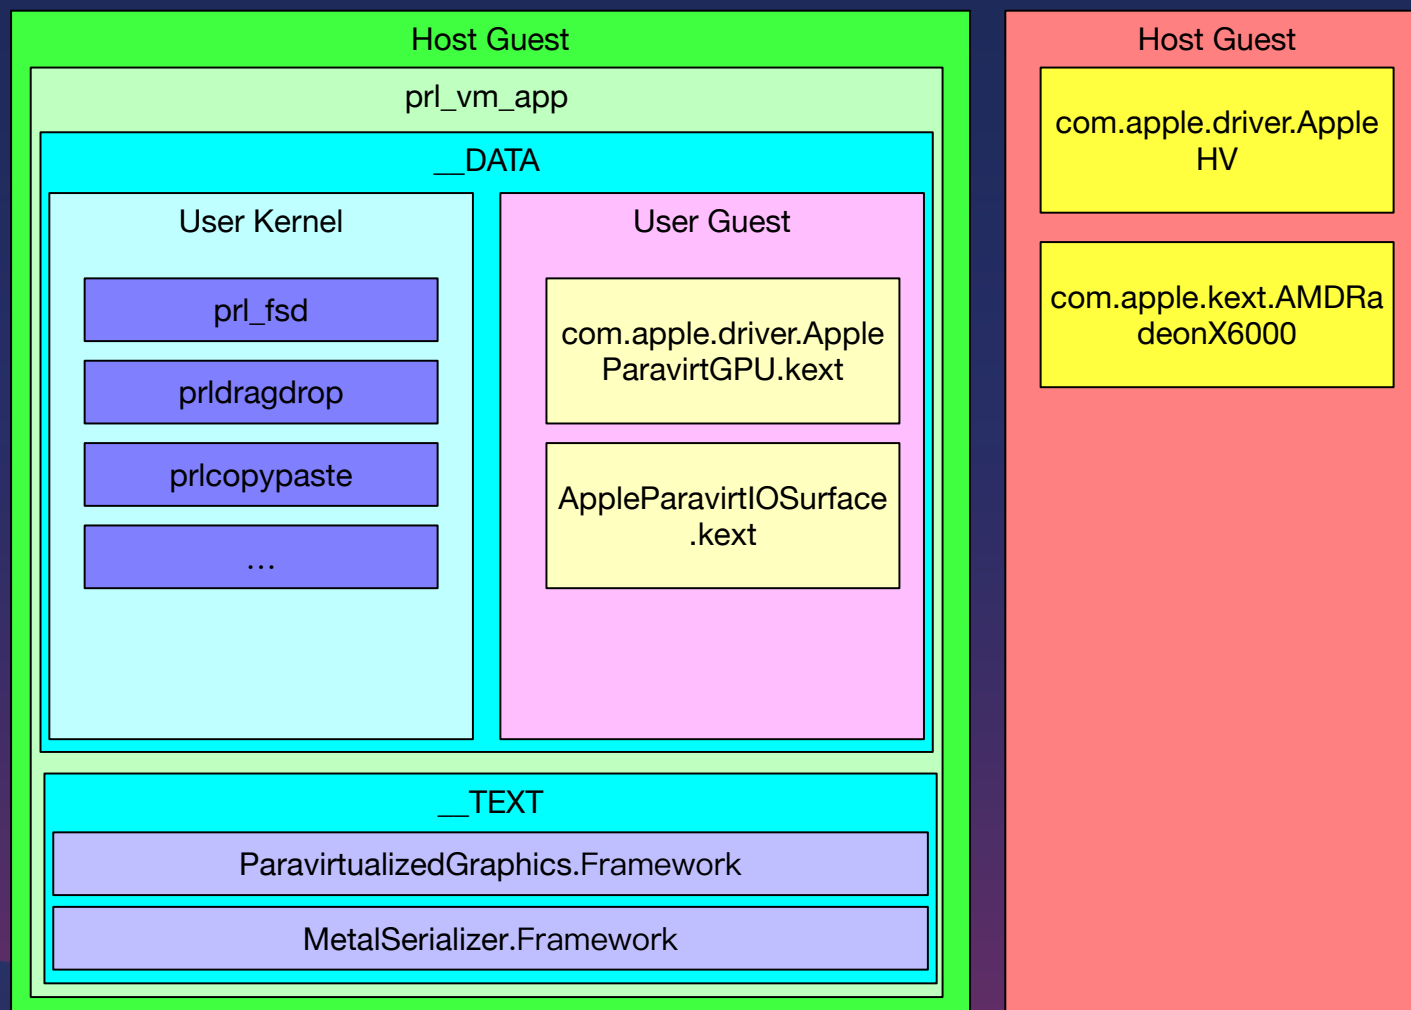 Host Guest
prl_vm_app
__DATA
User Kernel
prl_fsd
prldragdrop
prlcopypaste
...
User Guest
com.apple.driver.Apple
ParavirtGPU.kext
AppleParavirtIOSurface
.kext
__TEXT
ParavirtualizedGraphics.Framework
MetalSerializer.Framework
Host Guest
com.apple.driver.Apple
HV
com.apple.kext.AMDRa
deonX6000